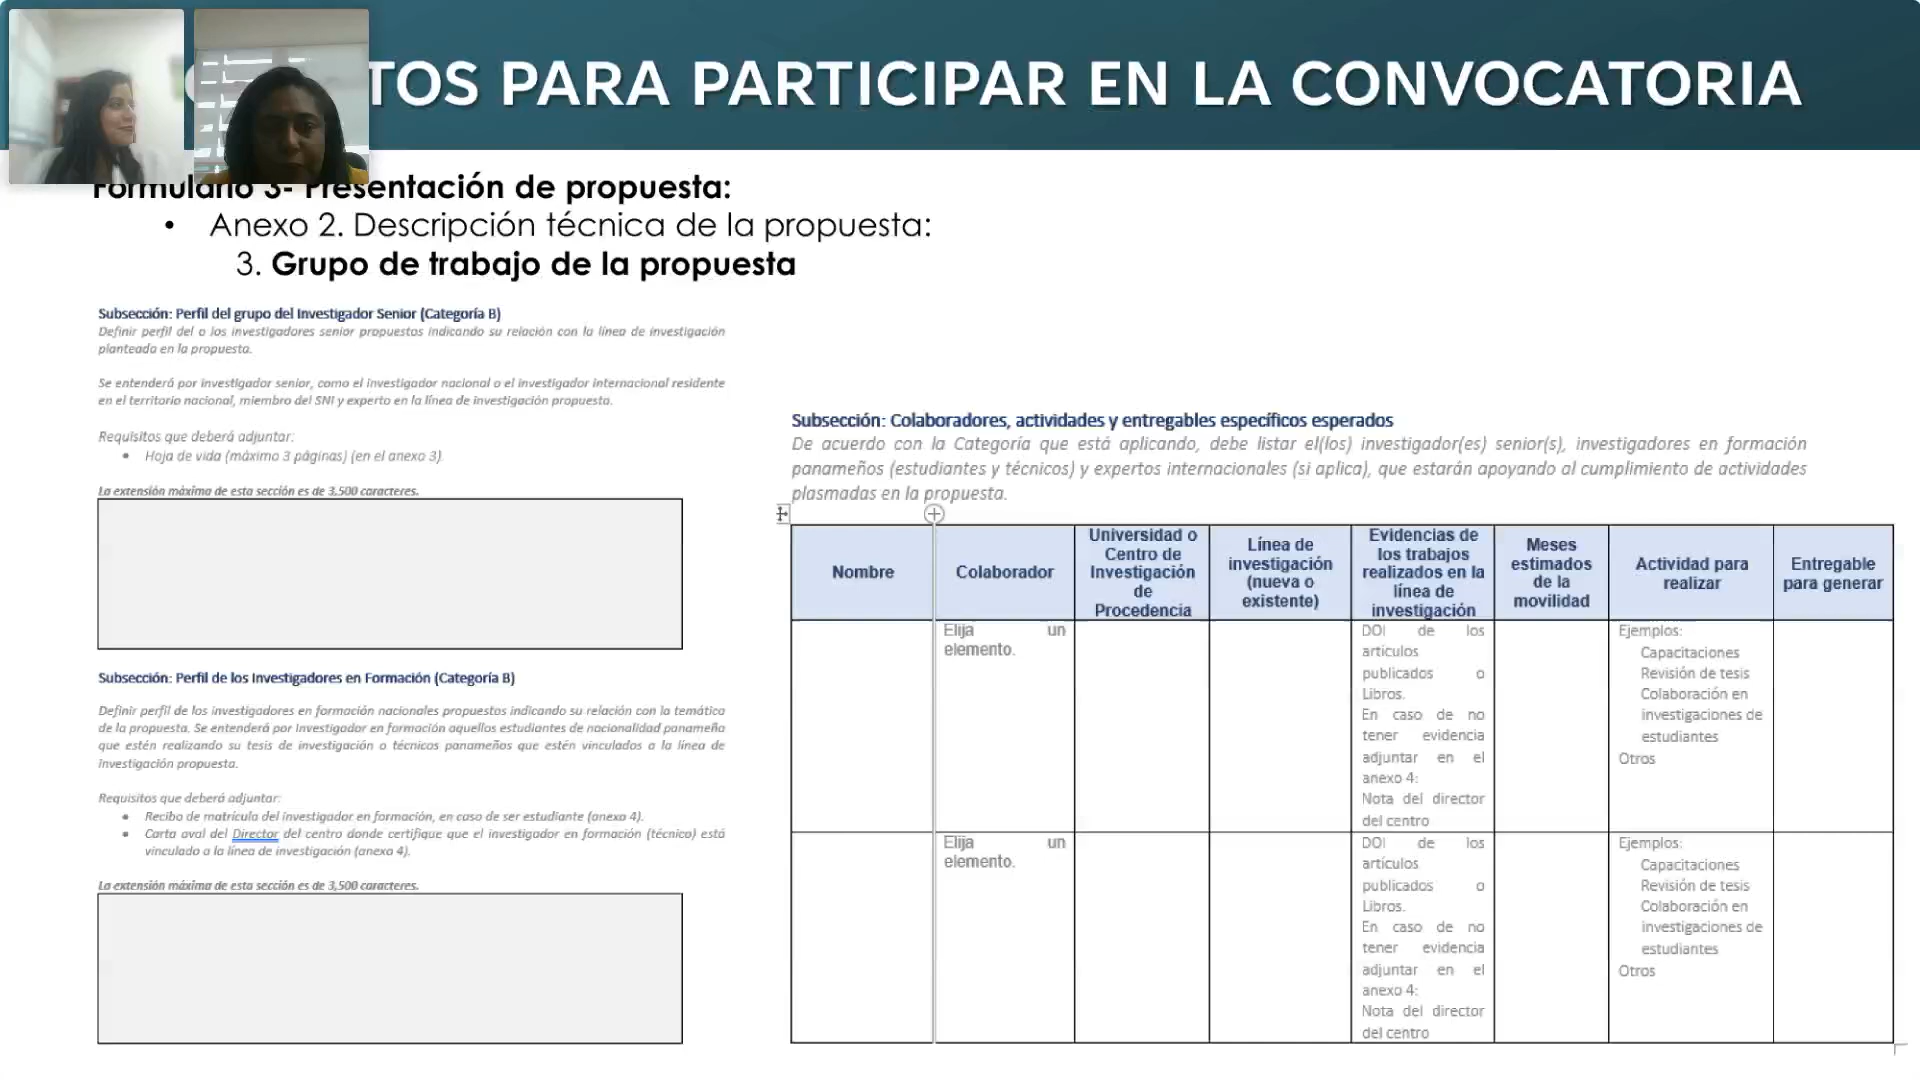 TOS PARA PARTICIPAR EN LA CONVOCATORIA
Formulario 3- Presentación de propuesta:
• Anexo 2. Descripción técnica de la propuesta:
3. Grupo de trabajo de la propuesta
Subsección: Perfil del grupo del Investigador Senior (Categoría B)
Definir perfil del o los investigadores senior propuestos indicando su relación con la línea de investigación
planteada en la propuesta.
Se entenderá por investigador senior, como el investigador nacional o el investigador internacional residente
en el territorio nacional, miembro del SNI y experto en la línea de investigación propuesta.
Requisitos que deberá adjuntar:
• Hoja de vida (máximo 3 páginas) (en el anexo 3).
La extensión máxima de esta sección es de 3,500 caracteres.
Subsección: Perfil de los Investigadores en Formación (Categoría B)
Definir perfil de los investigadores en formación nacionales propuestos indicando su relación con la temática
de la propuesta. Se entenderá por Investigador en formación aquellos estudiantes de nacionalidad panameña
que estén realizando su tesis de investigación o técnicos panameños que estén vinculados a la línea de
investigación propuesta.
Requisitos que deberá adjuntar:
• Recibo de matrícula del investigador en formación, en caso de ser estudiante (anexo 4).
• Carta aval del Director del centro donde certifique que el investigador en formación (técnico) está
vinculado a la línea de investigación (anexo 4).
La extensión máxima de esta sección es de 3,500 caracteres.
Subsección: Colaboradores, actividades y entregables específicos esperados
De acuerdo con la Categoría que está aplicando, debe listar el(los) investigador(es) senior(s), investigadores en formación
panameños (estudiantes y técnicos) y expertos internacionales (si aplica), que estarán apoyando al cumplimiento de actividades
plasmadas en la propuesta.
Nombre
Colaborador
Universidad o
Centro de
Investigación
de
Procedencia
Línea de
investigación
(nueva o
existente)
Evidencias de
los trabajos
realizados en la
línea de
investigación
Meses
estimados
de la
movilidad
Actividad para
realizar
Entregable
para generar
Elija un
elemento.
DOI de los
artículos
publicados o
Libros.
En caso de no
tener evidencia
adjuntar en el
anexo 4:
Nota del director
del centro
Ejemplos:
Capacitaciones
Revisión de tesis
Colaboración en
investigaciones de
estudiantes
Otros
Elija un
elemento.
DOI de los
artículos
publicados o
Libros.
En caso de no
tener evidencia
adjuntar en el
anexo 4:
Nota del director
del centro
Ejemplos:
Capacitaciones
Revisión de tesis
Colaboración en
investigaciones de
estudiantes
Otros